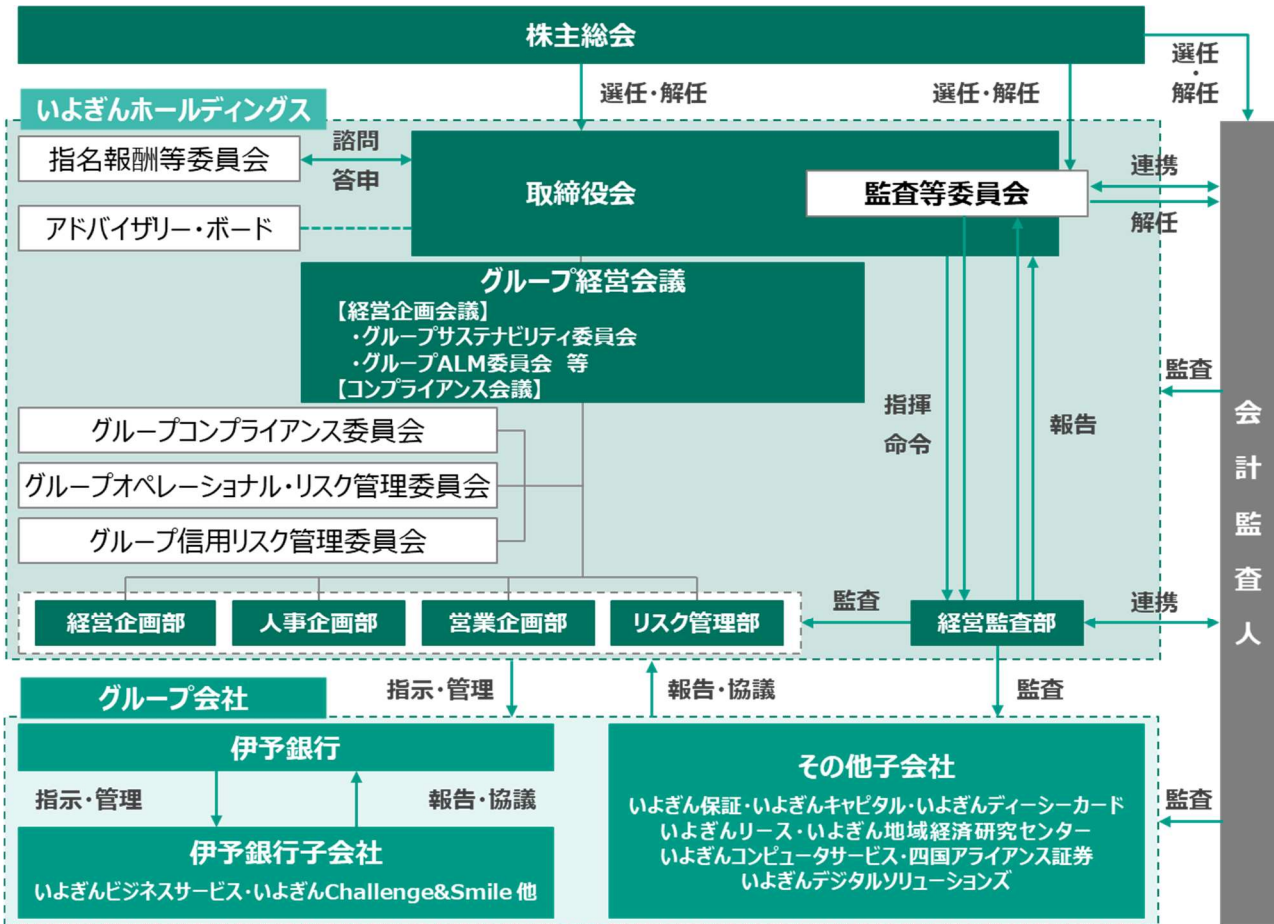 株主総会
選任・解任
選任・解任
選任
・
解任
いよぎんホールディングス
指名報酬等委員会
諮問
答申
取締役会
監査等委員会
連携
解任
アドバイザリー・ボード
グループ経営会議
【経営企画会議】
・グループサステナビリティ委員会
・グループALM委員会 等
【コンプライアンス会議】
指揮
命令
報告
監査
会計監査人
グループコンプライアンス委員会
グループオペレーショナル・リスク管理委員会
グループ信用リスク管理委員会
経営企画部
人事企画部
営業企画部
リスク管理部
監査
経営監査部
連携
指示・管理
報告・協議
監査
グループ会社
伊予銀行
指示・管理
報告・協議
伊予銀行子会社
いよぎんビジネスサービス・いよぎんChallenge&Smile 他
その他子会社
いよぎん保証・いよぎんキャピタル・いよぎんディーシーカード
いよぎんリース・いよぎん地域経済研究センター
いよぎんコンピュータサービス・四国アライアンス証券
いよぎんデジタルソリューションズ
監査